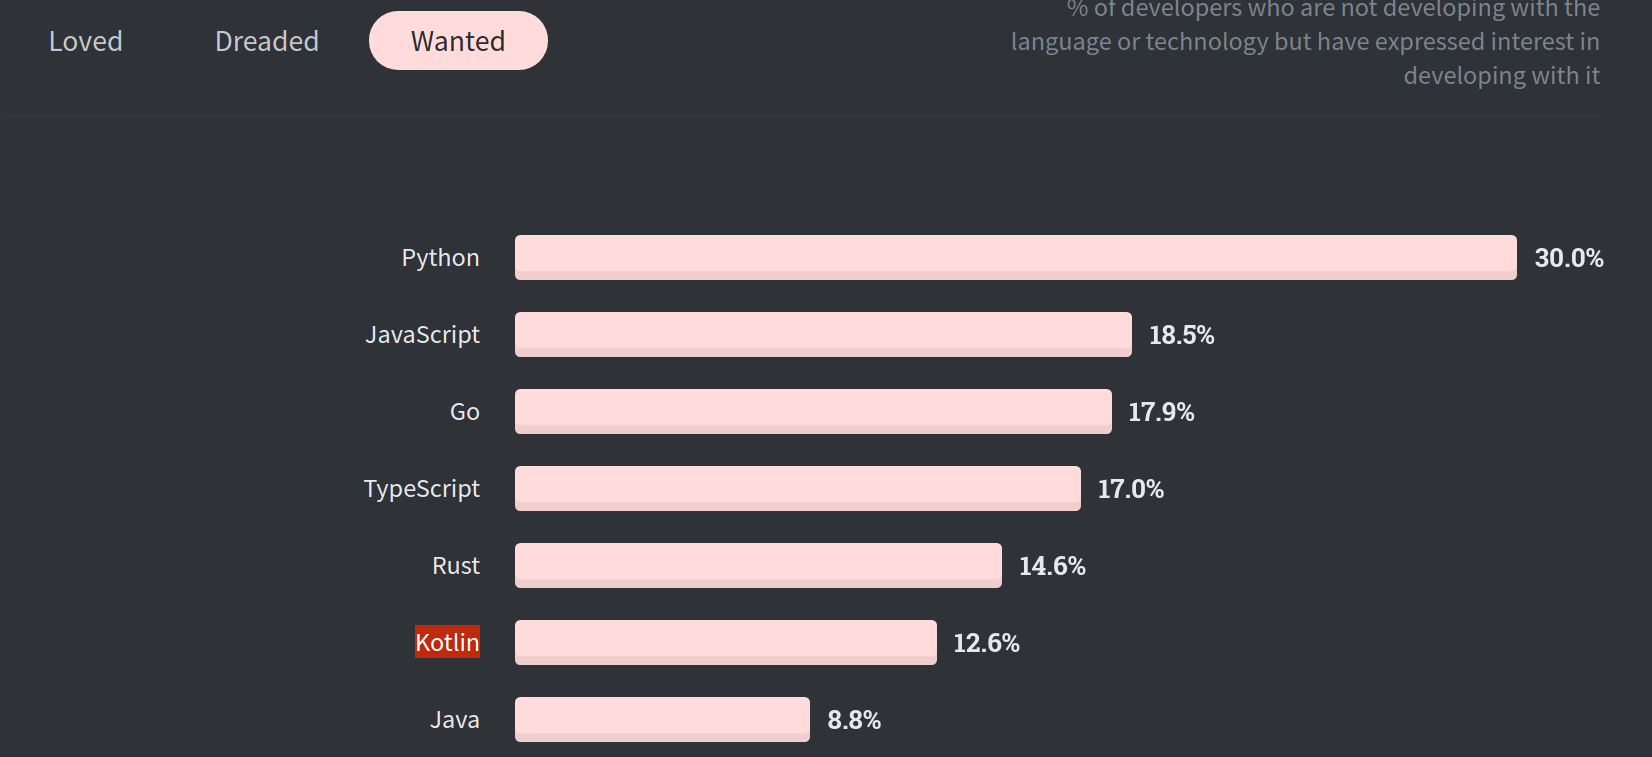 Loved Dreaded Wanted
% of developers who are not developing with the
language or technology but have expressed interest in
developing with it
Python 30.0%
JavaScript 18.5%
Go 17.9%
TypeScript 17.0%
Rust 14.6%
Kotlin 12.6%
Java 8.8%